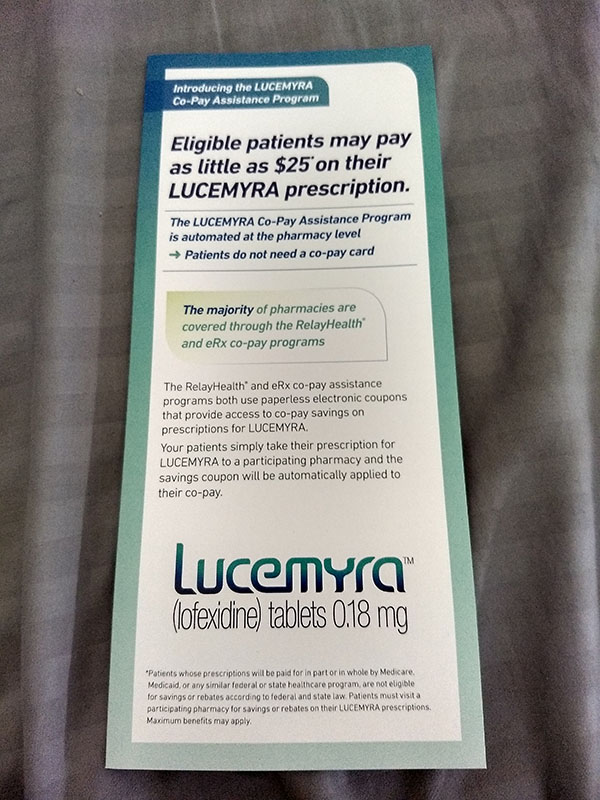 Introducing the LUCEMYRA
Co-Pay Assistance Program
Eligible patients may pay
as little as $25* on their
LUCEMYRA prescription.
The LUCEMYRA Co-Pay Assistance Program
is automated at the pharmacy level
→ Patients do not need a co-pay card
The majority of pharmacies are
covered through the RelayHealth®
and eRx co-pay programs
The RelayHealth® and eRx co-pay assistance
programs both use paperless electronic coupons
that provide access to co-pay savings on
prescriptions for LUCEMYRA.
Your patients simply take their prescription for
LUCEMYRA to a participating pharmacy and the
savings coupon will be automatically applied to
their co-pay.
Lucemyra™
(lofexidine) tablets 0.18 mg
*Patients whose prescriptions will be paid for in part or in whole by Medicare,
Medicaid, or any similar federal or state healthcare program, are not eligible
for savings or rebates according to federal and state law. Patients must visit a
participating pharmacy for savings or rebates on their LUCEMYRA prescriptions.
Maximum benefits may apply.